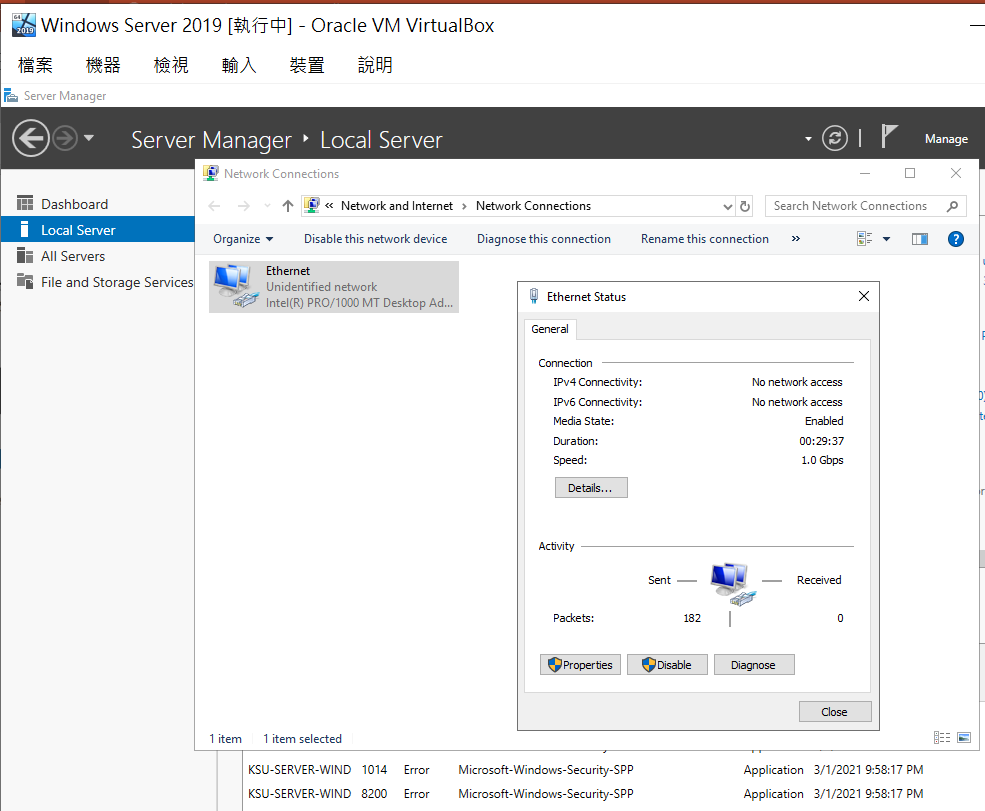 Windows Server 2019 [執行中] - Oracle VM VirtualBox
檔案 機器 檢視 輸入 裝置 說明
Server Manager
Server Manager Local Server
Manage
Network Connections
Dashboard
Local Server
All Servers
File and Storage Services
« Network and Internet › Network Connections
Search Network Connections
Organize Disable this network device Diagnose this connection Rename this connection »
Ethernet
Unidentified network
Intel(R) PRO/1000 MT Desktop Ad...
Ethernet Status
General
Connection
IPv4 Connectivity: No network access
IPv6 Connectivity: No network access
Media State: Enabled
Duration: 00:29:37
Speed: 1.0 Gbps
Details...
Activity
Sent Received
Packets: 182 0
Properties Disable Diagnose
Close
1 item 1 item selected
KSU-SERVER-WIND 1014 Error Microsoft-Windows-Security-SPP Application 3/1/2021 9:58:17 PM
KSU-SERVER-WIND 8200 Error Microsoft-Windows-Security-SPP Application 3/1/2021 9:58:17 PM